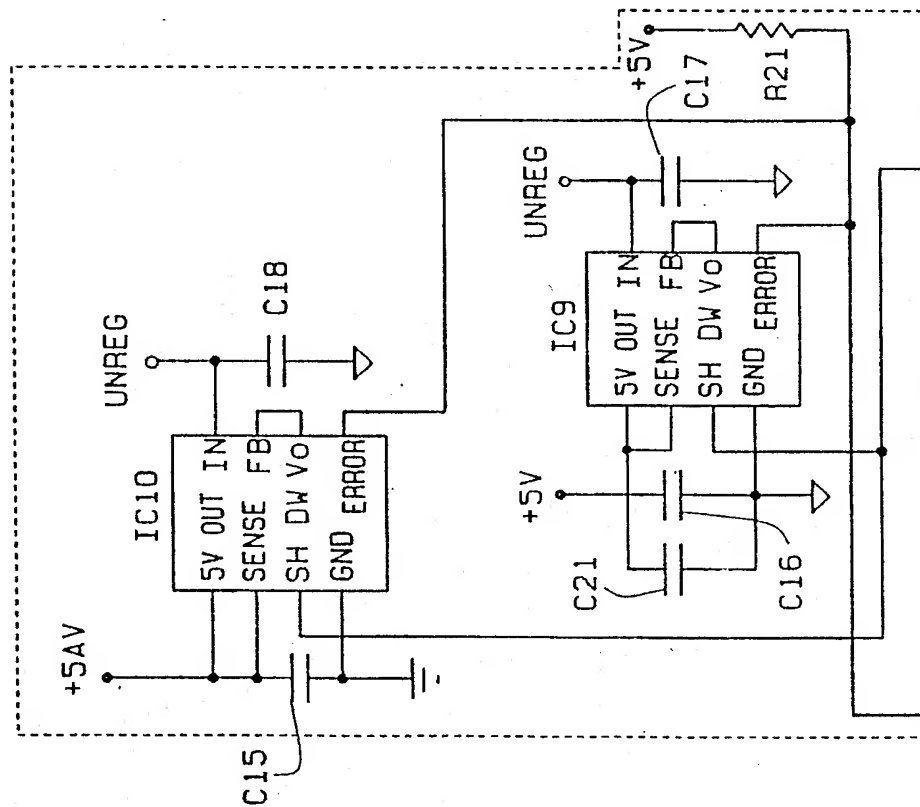 +5V
C17
R21
UNREG
UNREG
C18
IC9
5V OUT IN
SENSE FB
SH DW Vo
GND ERROR
IC10
5V OUT IN
SENSE FB
SH DW Vo
GND ERROR
+5V
C21
C16
+5AV
C15